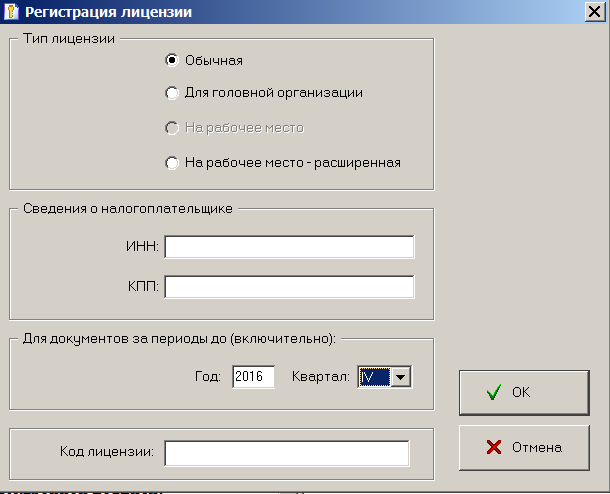 Регистрация лицензии
Тип лицензии
Обычная
Для головной организации
На рабочее место
На рабочее место - расширенная
Сведения о налогоплательщике
ИНН:
КПП:
Для документов за периоды до (включительно):
Год: 2016 Квартал:
OK
Код лицензии:
Отмена